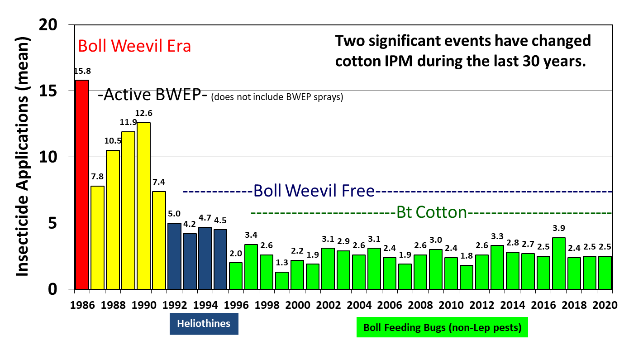 20
15
10
5
0
Insecticide Applications (mean)
Boll Weevil Era
Two significant events have changed
cotton IPM during the last 30 years.
-Active BWEP- (does not include BWEP sprays)
Boll Weevil Free
Bt Cotton
15.8 7.8 10.5 11.9 12.6 7.4 5.0 4.2 4.7 4.5 2.0 3.4 2.6 1.3 2.2 1.9 3.1 2.9 2.6 3.1 2.4 1.9 2.6 3.0 2.4 1.8 2.6 3.3 2.8 2.7 2.5 3.9 2.4 2.5 2.5
1986 1988 1990 1992 1994 1996 1998 2000 2002 2004 2006 2008 2010 2012 2014 2016 2018 2020
Heliothines
Boll Feeding Bugs (non-Lep pests)